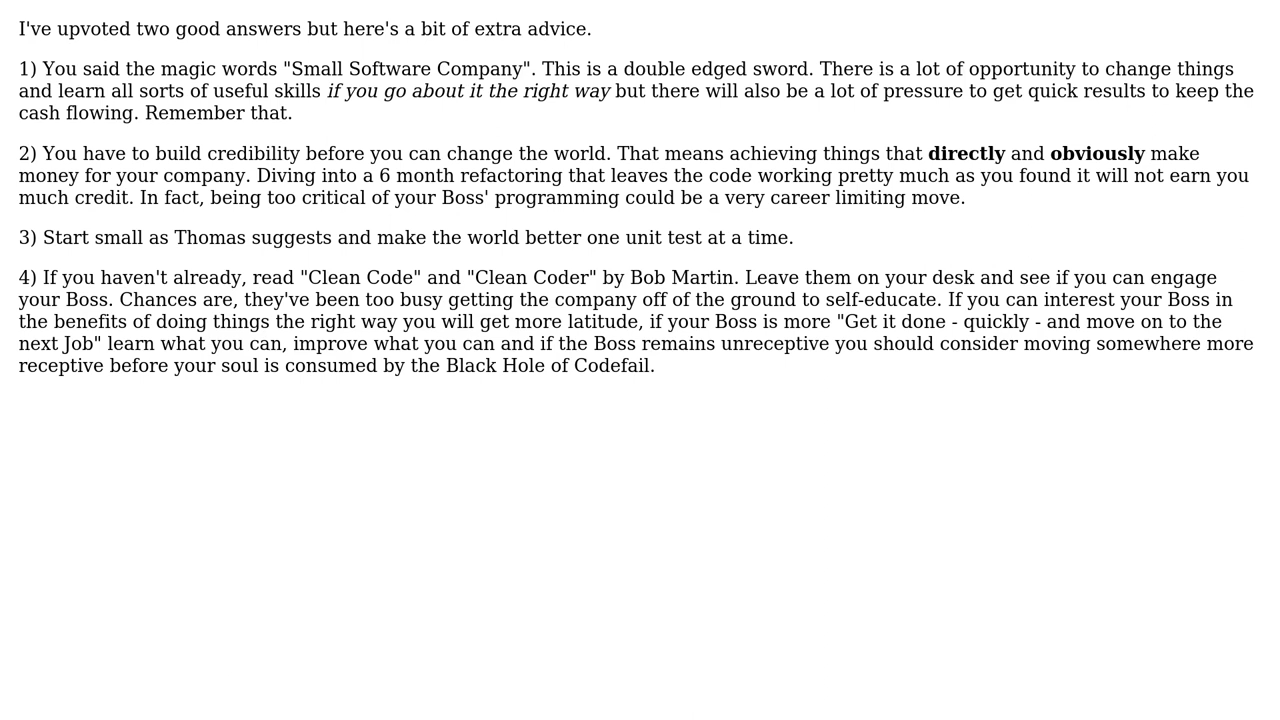 I've upvoted two good answers but here's a bit of extra advice.
1) You said the magic words "Small Software Company". This is a double edged sword. There is a lot of opportunity to change things
and learn all sorts of useful skills if you go about it the right way but there will also be a lot of pressure to get quick results to keep the
cash flowing. Remember that.
2) You have to build credibility before you can change the world. That means achieving things that directly and obviously make
money for your company. Diving into a 6 month refactoring that leaves the code working pretty much as you found it will not earn you
much credit. In fact, being too critical of your Boss' programming could be a very career limiting move.
3) Start small as Thomas suggests and make the world better one unit test at a time.
4) If you haven't already, read "Clean Code" and "Clean Coder" by Bob Martin. Leave them on your desk and see if you can engage
your Boss. Chances are, they've been too busy getting the company off of the ground to self-educate. If you can interest your Boss in
the benefits of doing things the right way you will get more latitude, if your Boss is more "Get it done - quickly - and move on to the
next Job" learn what you can, improve what you can and if the Boss remains unreceptive you should consider moving somewhere more
receptive before your soul is consumed by the Black Hole of Codefail.